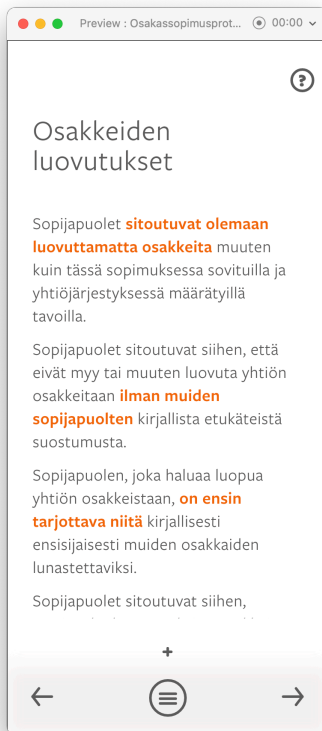 Preview : Osakassopimusprot... 00:00
?
Osakkeiden
luovutukset
Sopijapuolet sitoutuvat olemaan
luovuttamatta osakkeita muuten
kuin tässä sopimuksessa sovituilla ja
yhtiöjärjestyksessä määrätyillä
tavoilla.
Sopijapuolet sitoutuvat siihen, että
eivät myy tai muuten luovuta yhtiön
osakkeitaan ilman muiden
sopijapuolten kirjallista etukäteistä
suostumusta.
Sopijapuolen, joka haluaa luopua
yhtiön osakkeistaan, on ensin
tarjottava niitä kirjallisesti
ensisijaisesti muiden osakkaiden
lunastettaviksi.
Sopijapuolet sitoutuvat siihen,
+